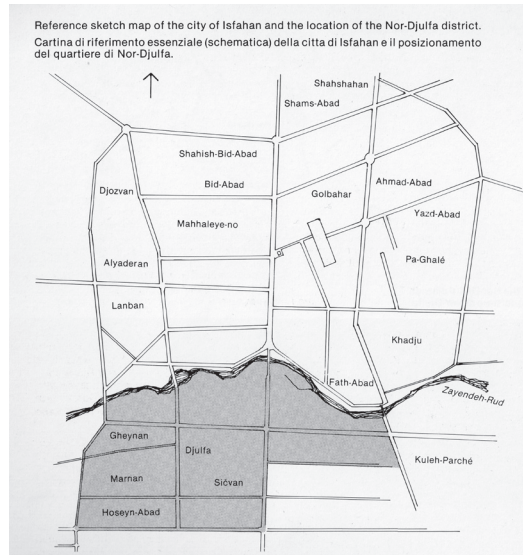 Reference sketch map of the city of Isfahan and the location of the Nor-Djulfa district.
Cartina di riferimento essenziale (schematica) della citta di Isfahan e il posizionamento
del quartiere di Nor-Djulfa.
Shahshahan
Shams-Abad
Shahish-Bid-Abad
Bid-Abad
Djozvan
Golbahar
Ahmad-Abad
Yazd-Abad
Mahhaleye-no
Alyaderan
Pa-Ghalé
Lanban
Khadju
Fath-Abad
Zayendeh-Rud
Gheynan
Djulfa
Kuleh-Parché
Marnan
Sićvan
Hoseyn-Abad